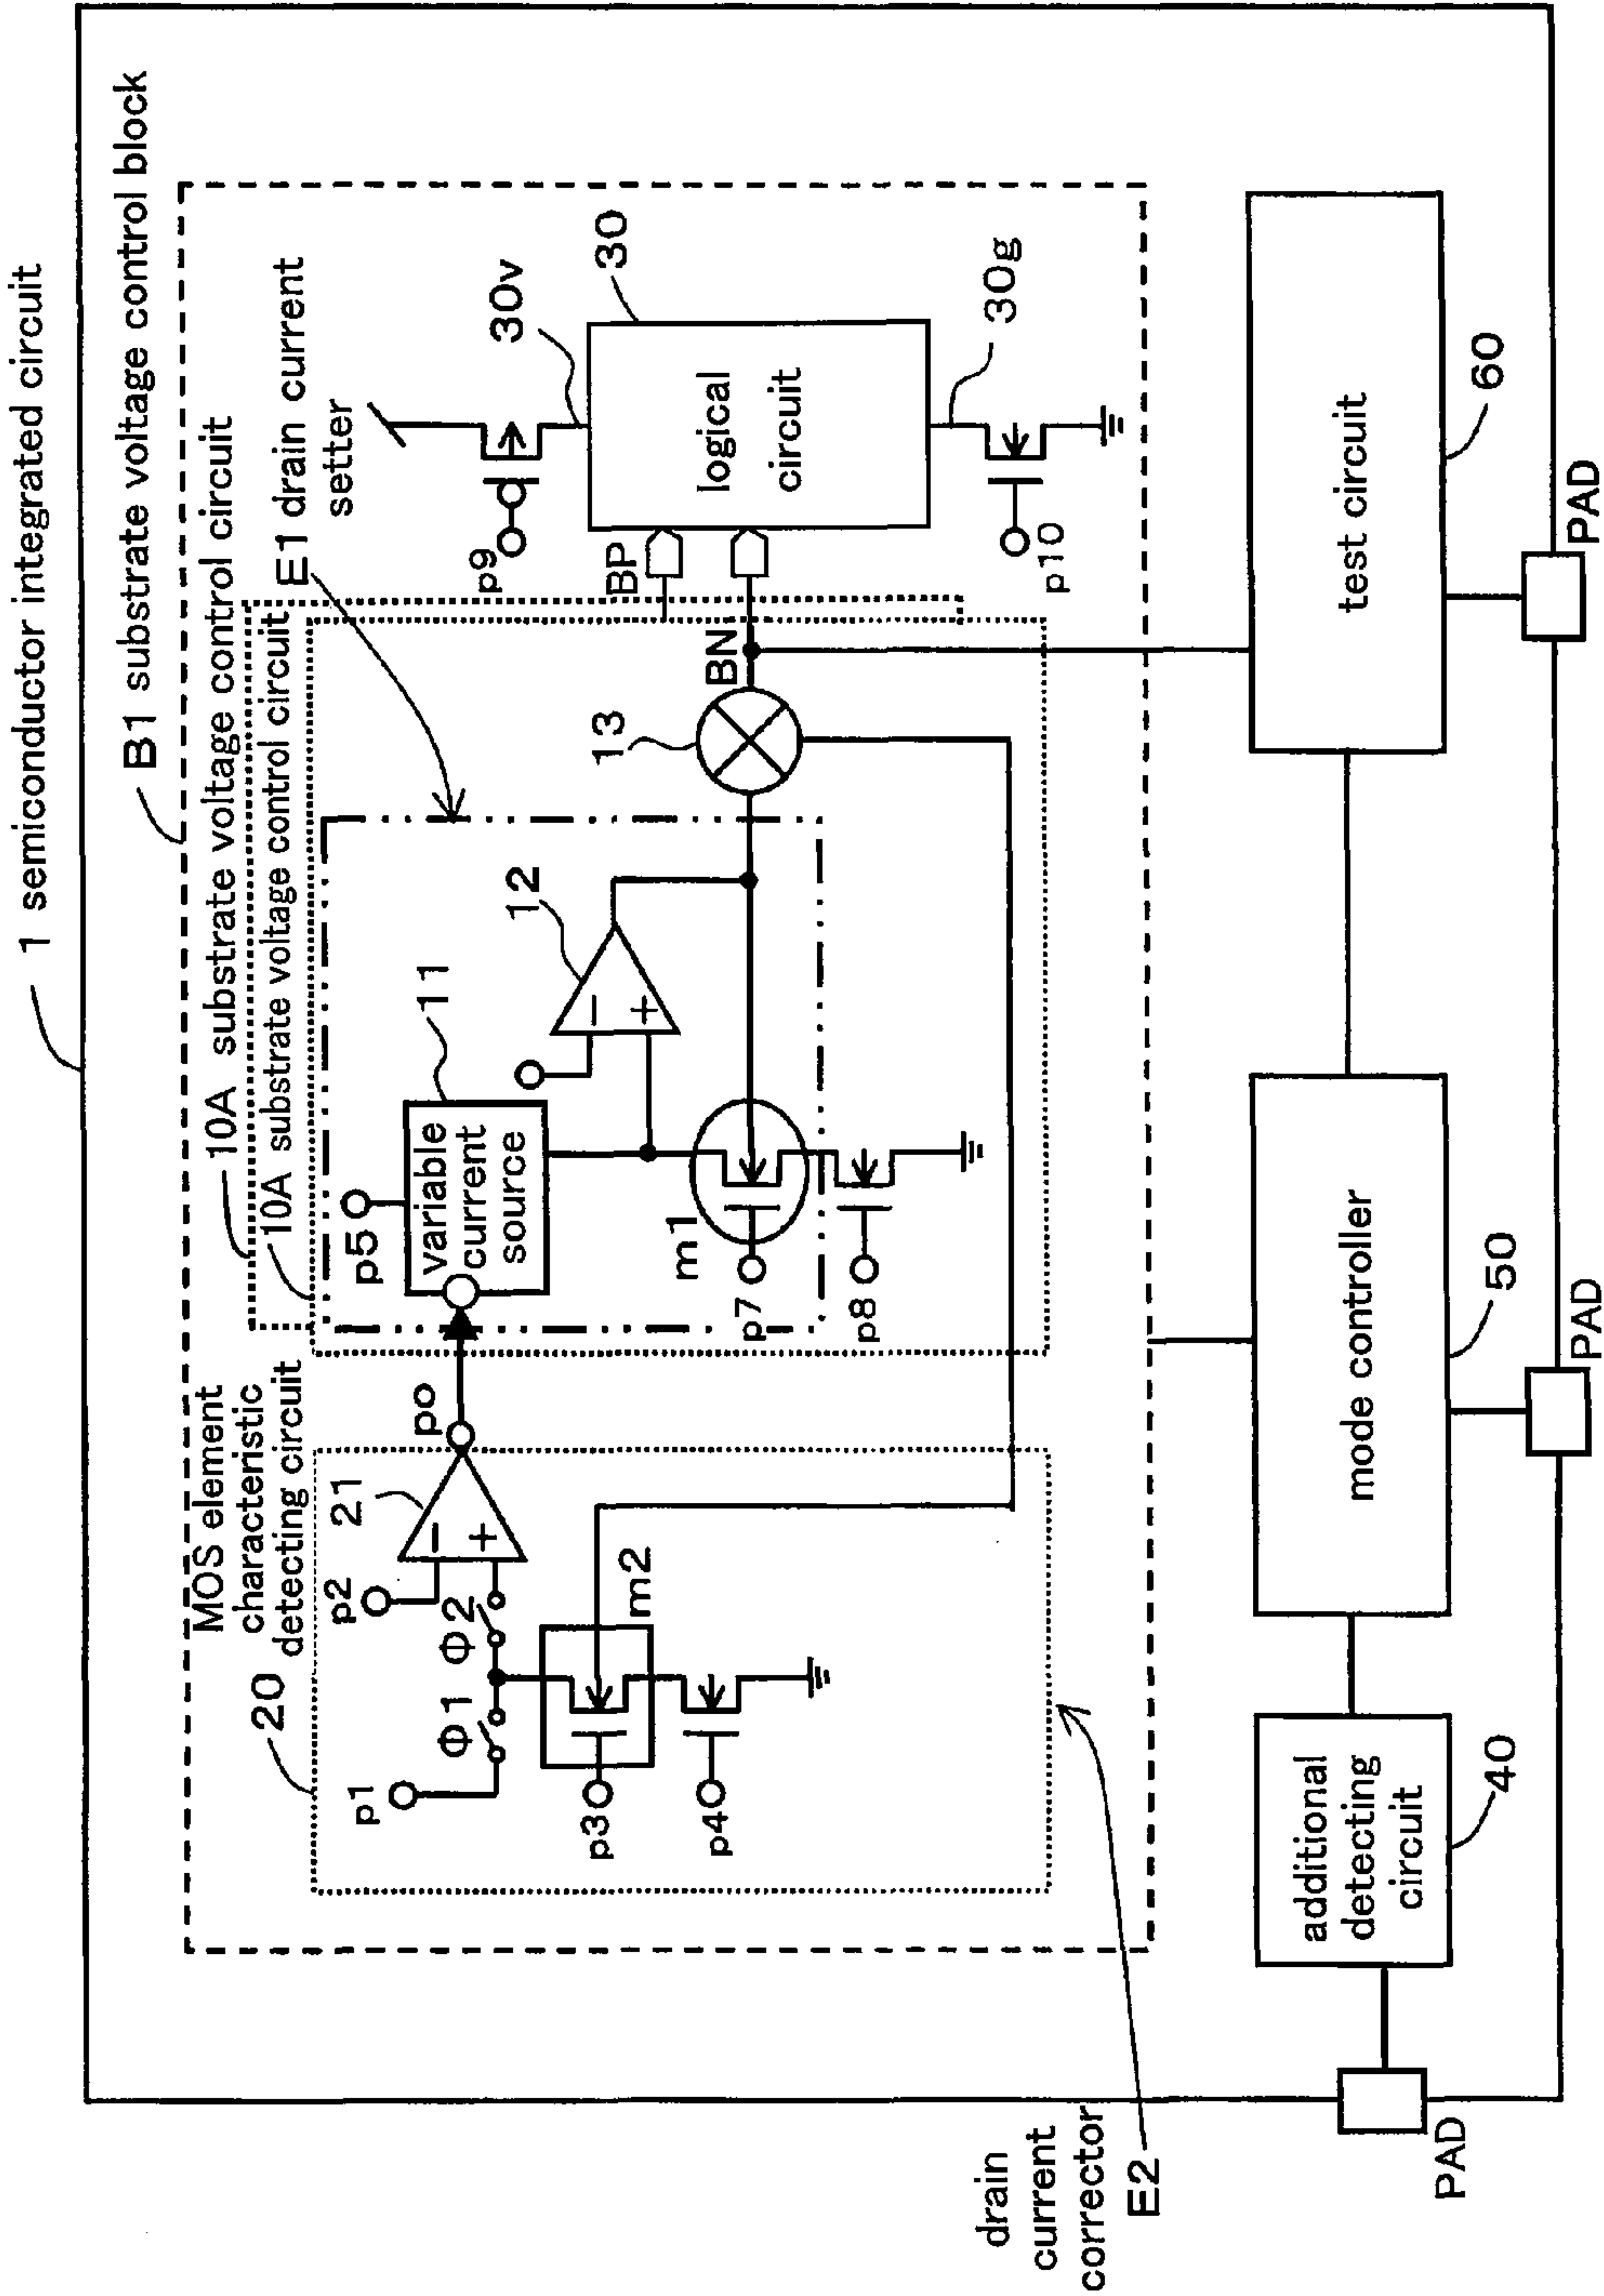 1 semiconductor integrated circuit
B1 substrate voltage control block
10A substrate voltage control circuit
10A substrate voltage control circuit
E1 drain current
setter
MOS element
characteristic
detecting circuit
20
p1
p2
21
po
Φ1
Φ2
−
+
m2
p3
p4
p5
variable
current
source
11
12
−
+
m1
p7
p8
13
BN
BP
p9
30v
30
logical
circuit
30g
p10
drain
current
corrector
E2
additional
detecting
circuit
40
mode controller
50
test circuit
60
PAD
PAD
PAD